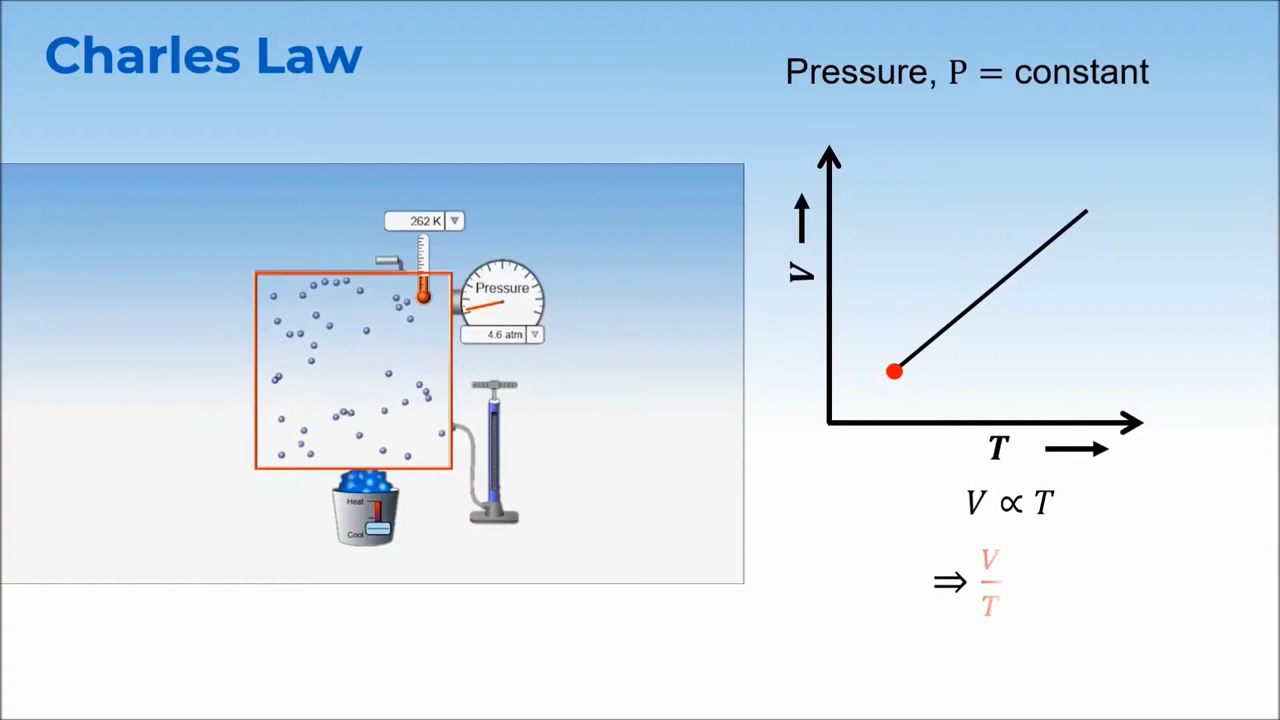 Charles Law
Pressure, P = constant
262 K
Pressure
4.6 atm
Heat
Cool
V
T
V ∝ T
⇒ V/T